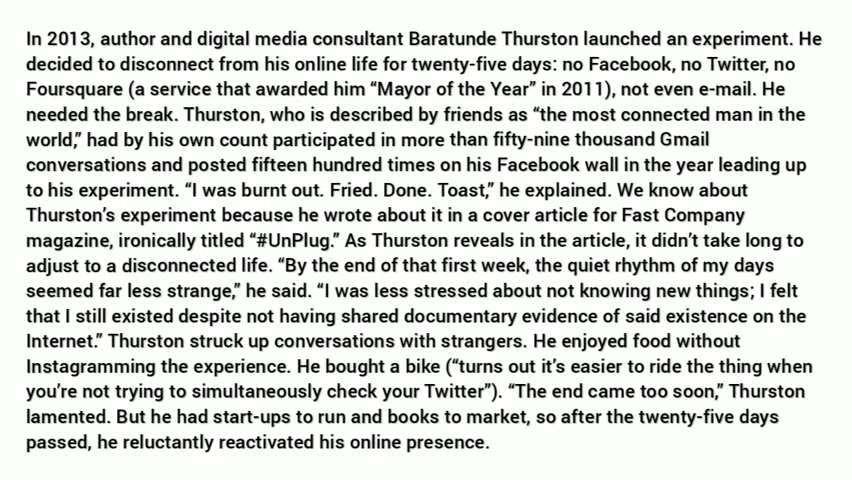 In 2013, author and digital media consultant Baratunde Thurston launched an experiment. He
decided to disconnect from his online life for twenty-five days: no Facebook, no Twitter, no
Foursquare (a service that awarded him “Mayor of the Year” in 2011), not even e-mail. He
needed the break. Thurston, who is described by friends as “the most connected man in the
world,” had by his own count participated in more than fifty-nine thousand Gmail
conversations and posted fifteen hundred times on his Facebook wall in the year leading up
to his experiment. “I was burnt out. Fried. Done. Toast,” he explained. We know about
Thurston’s experiment because he wrote about it in a cover article for Fast Company
magazine, ironically titled “#UnPlug.” As Thurston reveals in the article, it didn’t take long to
adjust to a disconnected life. “By the end of that first week, the quiet rhythm of my days
seemed far less strange,” he said. “I was less stressed about not knowing new things; I felt
that I still existed despite not having shared documentary evidence of said existence on the
Internet.” Thurston struck up conversations with strangers. He enjoyed food without
Instagramming the experience. He bought a bike (“turns out it’s easier to ride the thing when
you’re not trying to simultaneously check your Twitter”). “The end came too soon,” Thurston
lamented. But he had start-ups to run and books to market, so after the twenty-five days
passed, he reluctantly reactivated his online presence.